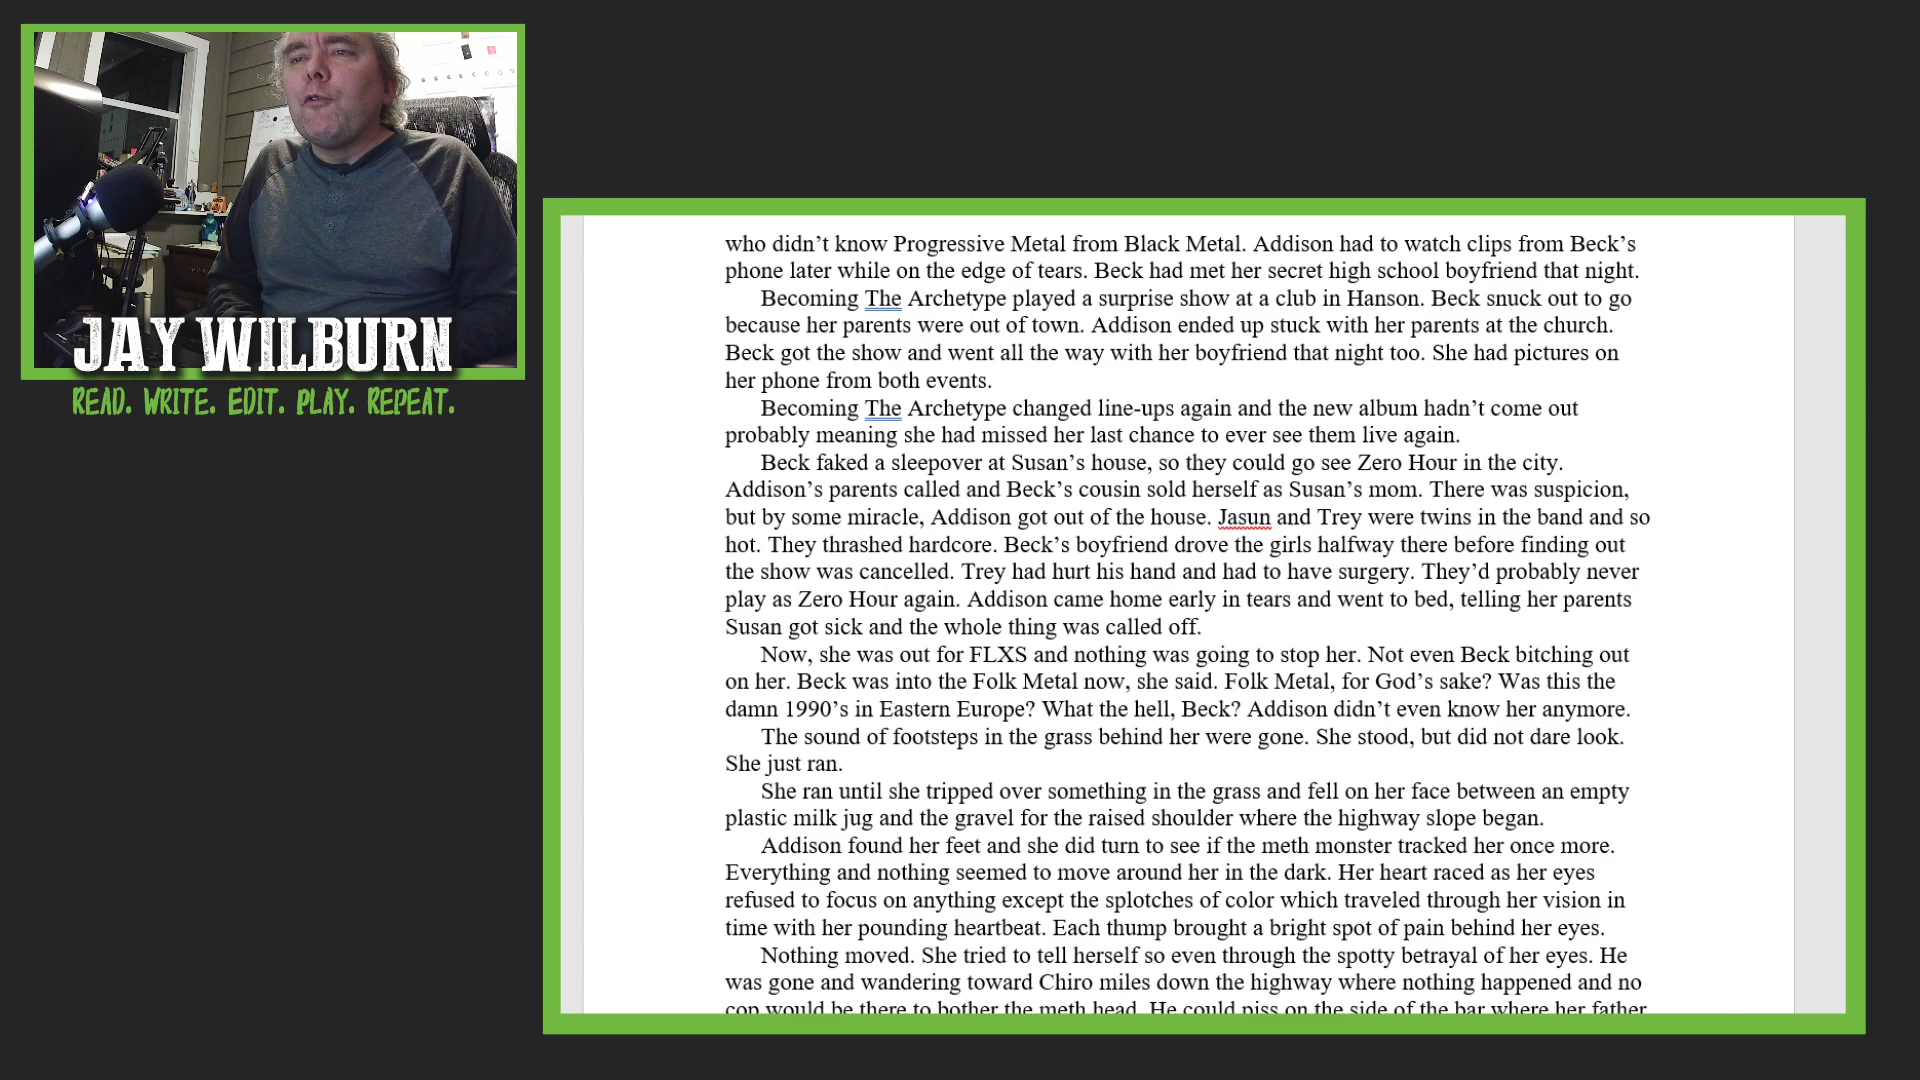 JAY WILBURN
READ. WRITE. EDIT. PLAY. REPEAT.
who didn’t know Progressive Metal from Black Metal. Addison had to watch clips from Beck’s
phone later while on the edge of tears. Beck had met her secret high school boyfriend that night.
Becoming The Archetype played a surprise show at a club in Hanson. Beck snuck out to go
because her parents were out of town. Addison ended up stuck with her parents at the church.
Beck got the show and went all the way with her boyfriend that night too. She had pictures on
her phone from both events.
Becoming The Archetype changed line-ups again and the new album hadn’t come out
probably meaning she had missed her last chance to ever see them live again.
Beck faked a sleepover at Susan’s house, so they could go see Zero Hour in the city.
Addison’s parents called and Beck’s cousin sold herself as Susan’s mom. There was suspicion,
but by some miracle, Addison got out of the house. Jasun and Trey were twins in the band and so
hot. They thrashed hardcore. Beck’s boyfriend drove the girls halfway there before finding out
the show was cancelled. Trey had hurt his hand and had to have surgery. They’d probably never
play as Zero Hour again. Addison came home early in tears and went to bed, telling her parents
Susan got sick and the whole thing was called off.
Now, she was out for FLXS and nothing was going to stop her. Not even Beck bitching out
on her. Beck was into the Folk Metal now, she said. Folk Metal, for God’s sake? Was this the
damn 1990’s in Eastern Europe? What the hell, Beck? Addison didn’t even know her anymore.
The sound of footsteps in the grass behind her were gone. She stood, but did not dare look.
She just ran.
She ran until she tripped over something in the grass and fell on her face between an empty
plastic milk jug and the gravel for the raised shoulder where the highway slope began.
Addison found her feet and she did turn to see if the meth monster tracked her once more.
Everything and nothing seemed to move around her in the dark. Her heart raced as her eyes
refused to focus on anything except the splotches of color which traveled through her vision in
time with her pounding heartbeat. Each thump brought a bright spot of pain behind her eyes.
Nothing moved. She tried to tell herself so even through the spotty betrayal of her eyes. He
was gone and wandering toward Chiro miles down the highway where nothing happened and no
cop would be there to bother the meth head. He could piss on the side of the bar where her father